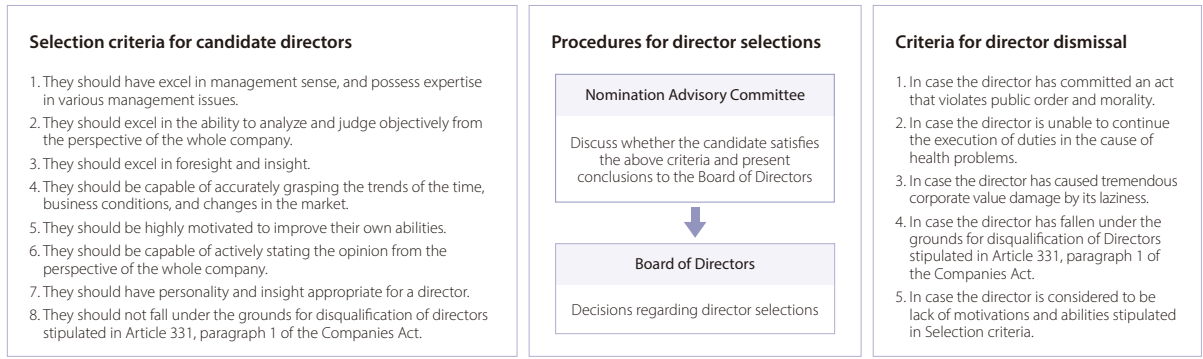 Selection criteria for candidate directors
1. They should have excel in management sense, and possess expertise
in various management issues.
2. They should excel in the ability to analyze and judge objectively from
the perspective of the whole company.
3. They should excel in foresight and insight.
4. They should be capable of accurately grasping the trends of the time,
business conditions, and changes in the market.
5. They should be highly motivated to improve their own abilities.
6. They should be capable of actively stating the opinion from the
perspective of the whole company.
7. They should have personality and insight appropriate for a director.
8. They should not fall under the grounds for disqualification of directors
stipulated in Article 331, paragraph 1 of the Companies Act.
Procedures for director selections
Nomination Advisory Committee
Discuss whether the candidate satisfies
the above criteria and present
conclusions to the Board of Directors
Board of Directors
Decisions regarding director selections
Criteria for director dismissal
1. In case the director has committed an act
that violates public order and morality.
2. In case the director is unable to continue
the execution of duties in the cause of
health problems.
3. In case the director has caused tremendous
corporate value damage by its laziness.
4. In case the director has fallen under the
grounds for disqualification of Directors
stipulated in Article 331, paragraph 1 of
the Companies Act.
5. In case the director is considered to be
lack of motivations and abilities stipulated
in Selection criteria.